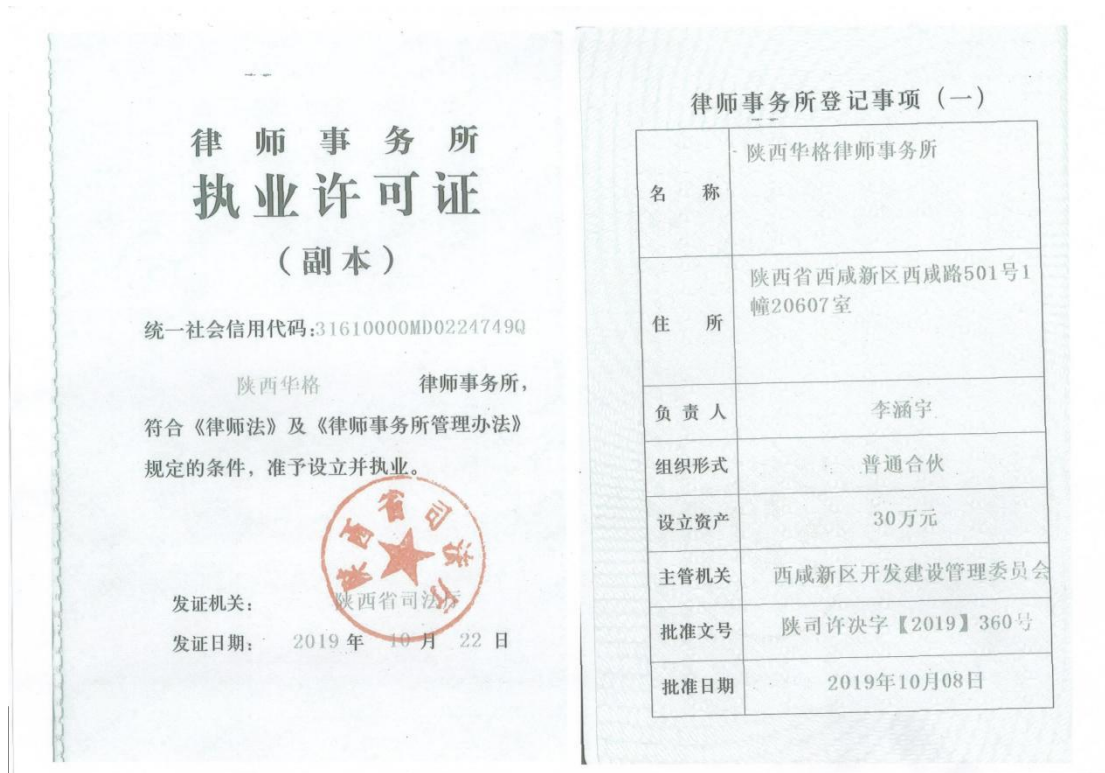 律师事务所
执业许可证
（副本）
统一社会信用代码:31610000MD0224749Q
陕西华格 律师事务所，
符合《律师法》及《律师事务所管理办法》
规定的条件，准予设立并执业。
陕西省司法厅
发证机关： 陕西省司法厅
发证日期： 2019 年 10 月 22 日
律师事务所登记事项（一）
名 称 陕西华格律师事务所
住 所 陕西省西咸新区西咸路501号1
幢20607室
负责人 李涵宇
组织形式 普通合伙
设立资产 30万元
主管机关 西咸新区开发建设管理委员会
批准文号 陕司许决字【2019】360号
批准日期 2019年10月08日